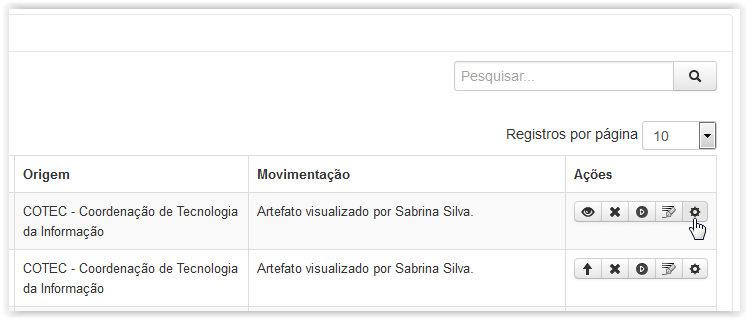 Pesquisar...
Registros por página 10
Origem Movimentação Ações
COTEC - Coordenação de Tecnologia Artefato visualizado por Sabrina Silva.
da Informação
COTEC - Coordenação de Tecnologia Artefato visualizado por Sabrina Silva.
da Informação